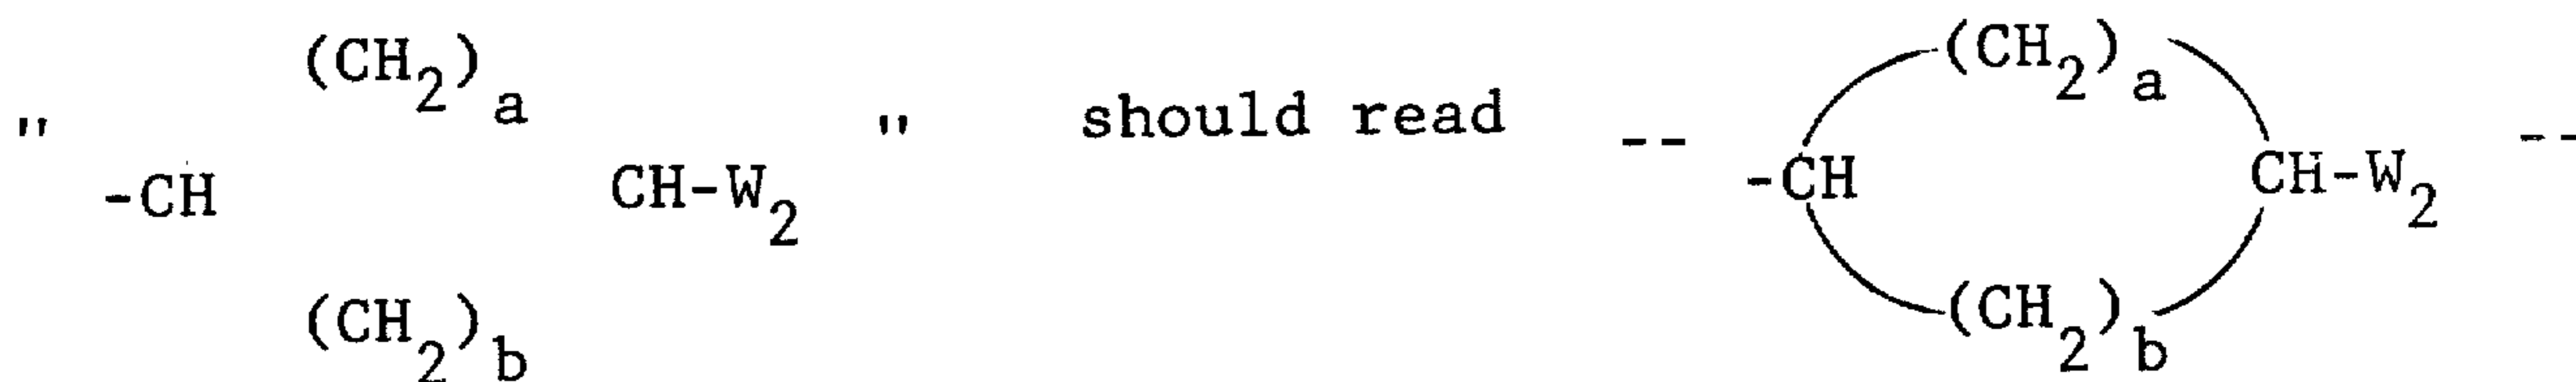 (CH2)a (CH2)a
" -CH CH-W2 " should read -- -CH CH-W2 --
(CH2)b (CH2)b